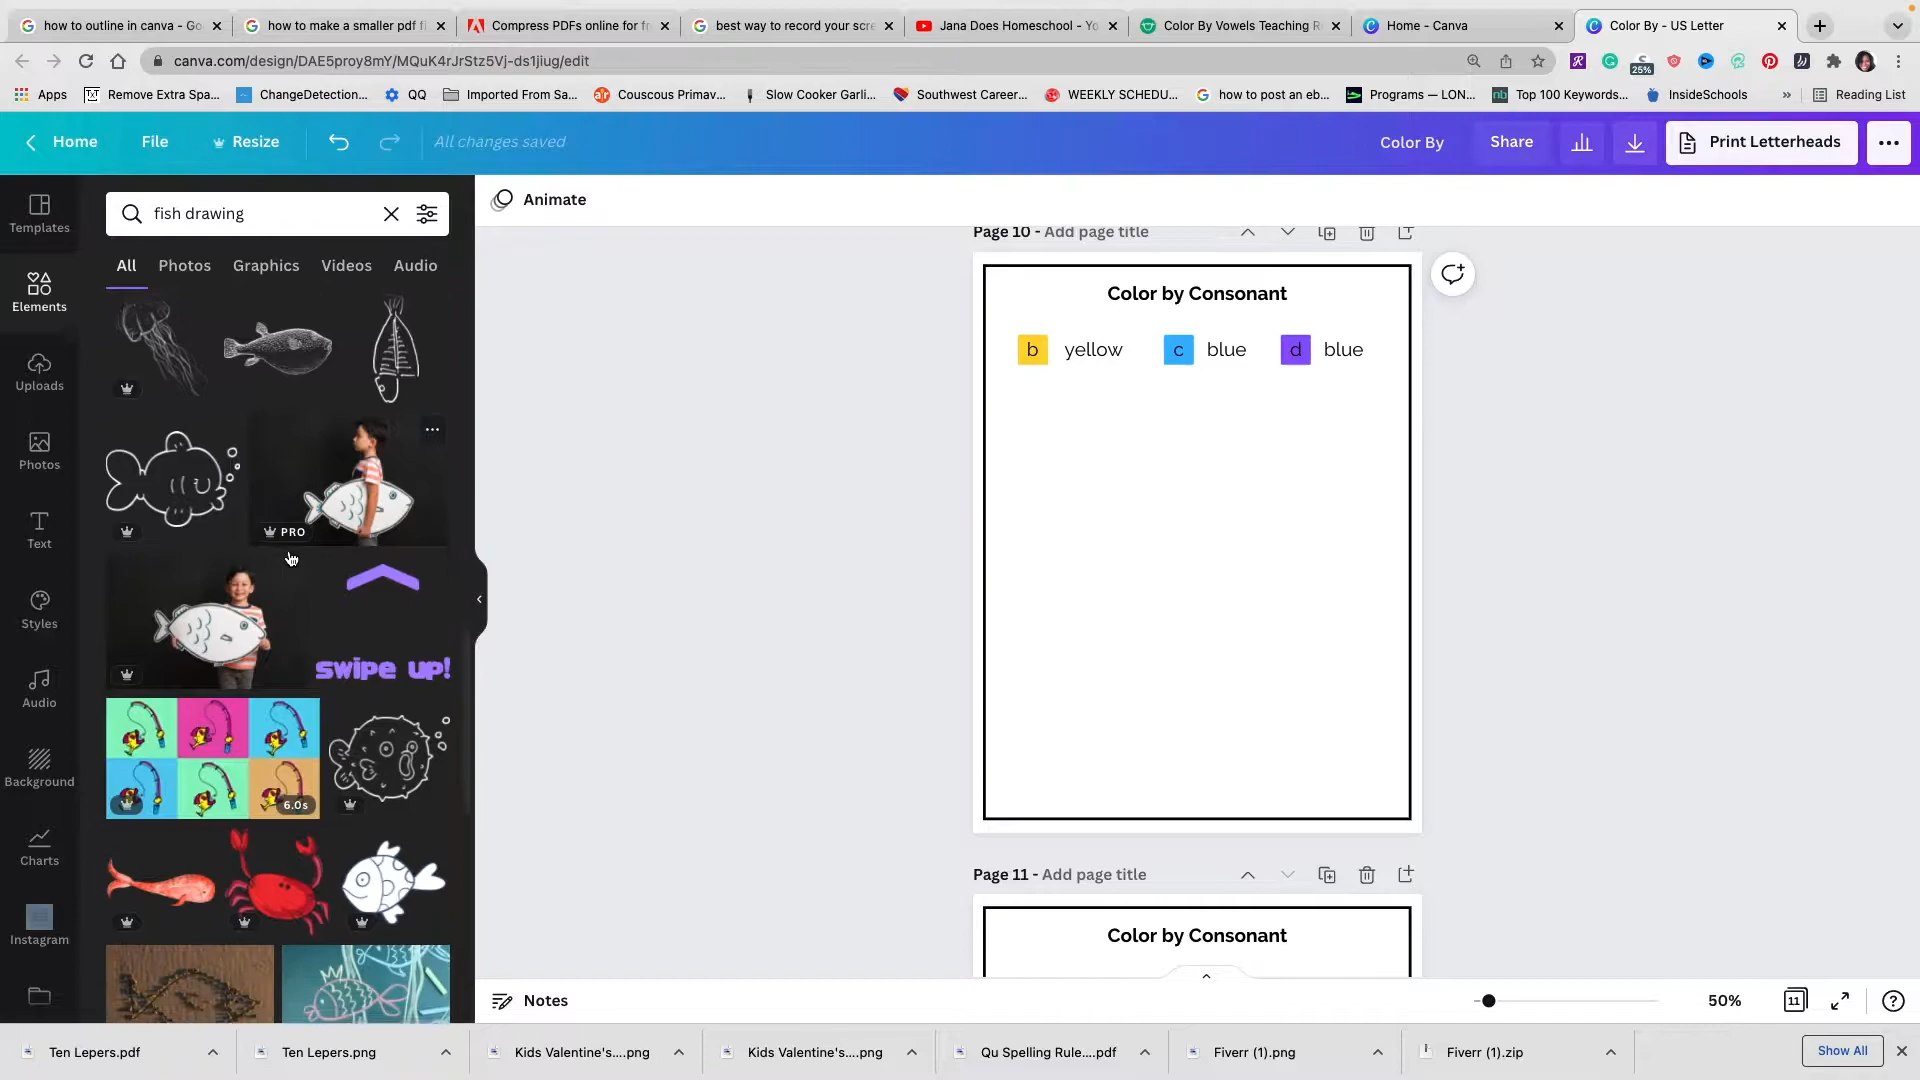 how to outline in canva - Go
how to make a smaller pdf fi
Compress PDFs online for fr
best way to record your scre
Jana Does Homeschool - Yo
Color By Vowels Teaching R
Home - Canva
Color By - US Letter
canva.com/design/DAE5proy8mY/MQuK4rJrStz5Vj-ds1jiug/edit
25%
Apps
Remove Extra Spa...
ChangeDetection...
QQ
Imported From Sa...
Couscous Primav...
Slow Cooker Garli...
Southwest Career...
WEEKLY SCHEDU...
how to post an eb...
Programs — LON...
Top 100 Keywords...
InsideSchools
»
Reading List
Home
File
Resize
All changes saved
Color By
Share
Print Letterheads
Templates
Elements
Uploads
Photos
Text
Styles
Audio
Background
Charts
Instagram
fish drawing
All
Photos
Graphics
Videos
Audio
PRO
swipe up!
6.0s
Animate
Page 10 - Add page title
Color by Consonant
b yellow c blue d blue
Page 11 - Add page title
Color by Consonant
Notes
50%
11
Ten Lepers.pdf
Ten Lepers.png
Kids Valentine's....png
Kids Valentine's....png
Qu Spelling Rule....pdf
Fiverr (1).png
Fiverr (1).zip
Show All